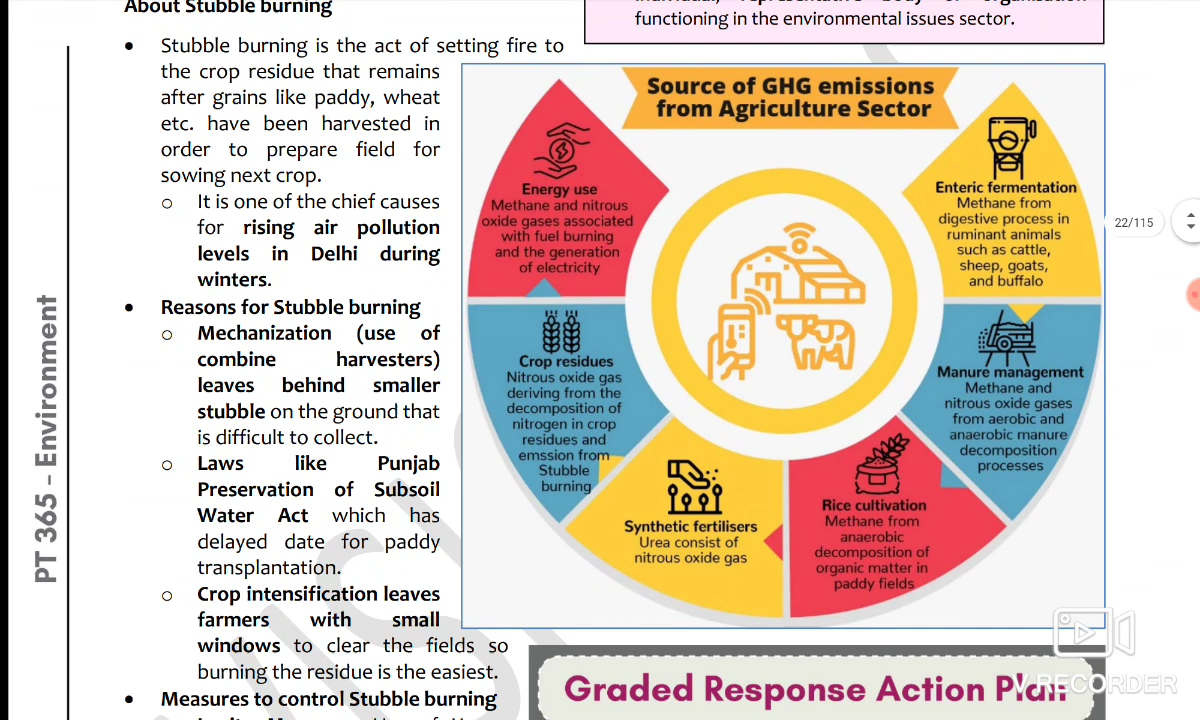 About Stubble burning
functioning in the environmental issues sector.
• Stubble burning is the act of setting fire to
the crop residue that remains
after grains like paddy, wheat
etc. have been harvested in
order to prepare field for
sowing next crop.
o It is one of the chief causes
for rising air pollution
levels in Delhi during
winters.
• Reasons for Stubble burning
o Mechanization (use of
combine harvesters)
leaves behind smaller
stubble on the ground that
is difficult to collect.
o Laws like Punjab
Preservation of Subsoil
Water Act which has
delayed date for paddy
transplantation.
o Crop intensification leaves
farmers with small
windows to clear the fields so
burning the residue is the easiest.
• Measures to control Stubble burning
PT 365 - Environment
Source of GHG emissions
from Agriculture Sector
Energy use
Methane and nitrous
oxide gases associated
with fuel burning
and the generation
of electricity
Enteric fermentation
Methane from
digestive process in
ruminant animals
such as cattle,
sheep, goats,
and buffalo
Crop residues
Nitrous oxide gas
deriving from the
decomposition of
nitrogen in crop
residues and
emssion from
Stubble
burning
Manure management
Methane and
nitrous oxide gases
from aerobic and
anaerobic manure
decomposition
processes
Synthetic fertilisers
Urea consist of
nitrous oxide gas
Rice cultivation
Methane from
anaerobic
decomposition of
organic matter in
paddy fields
22/115
Graded Response Action Plan
V RECORDER